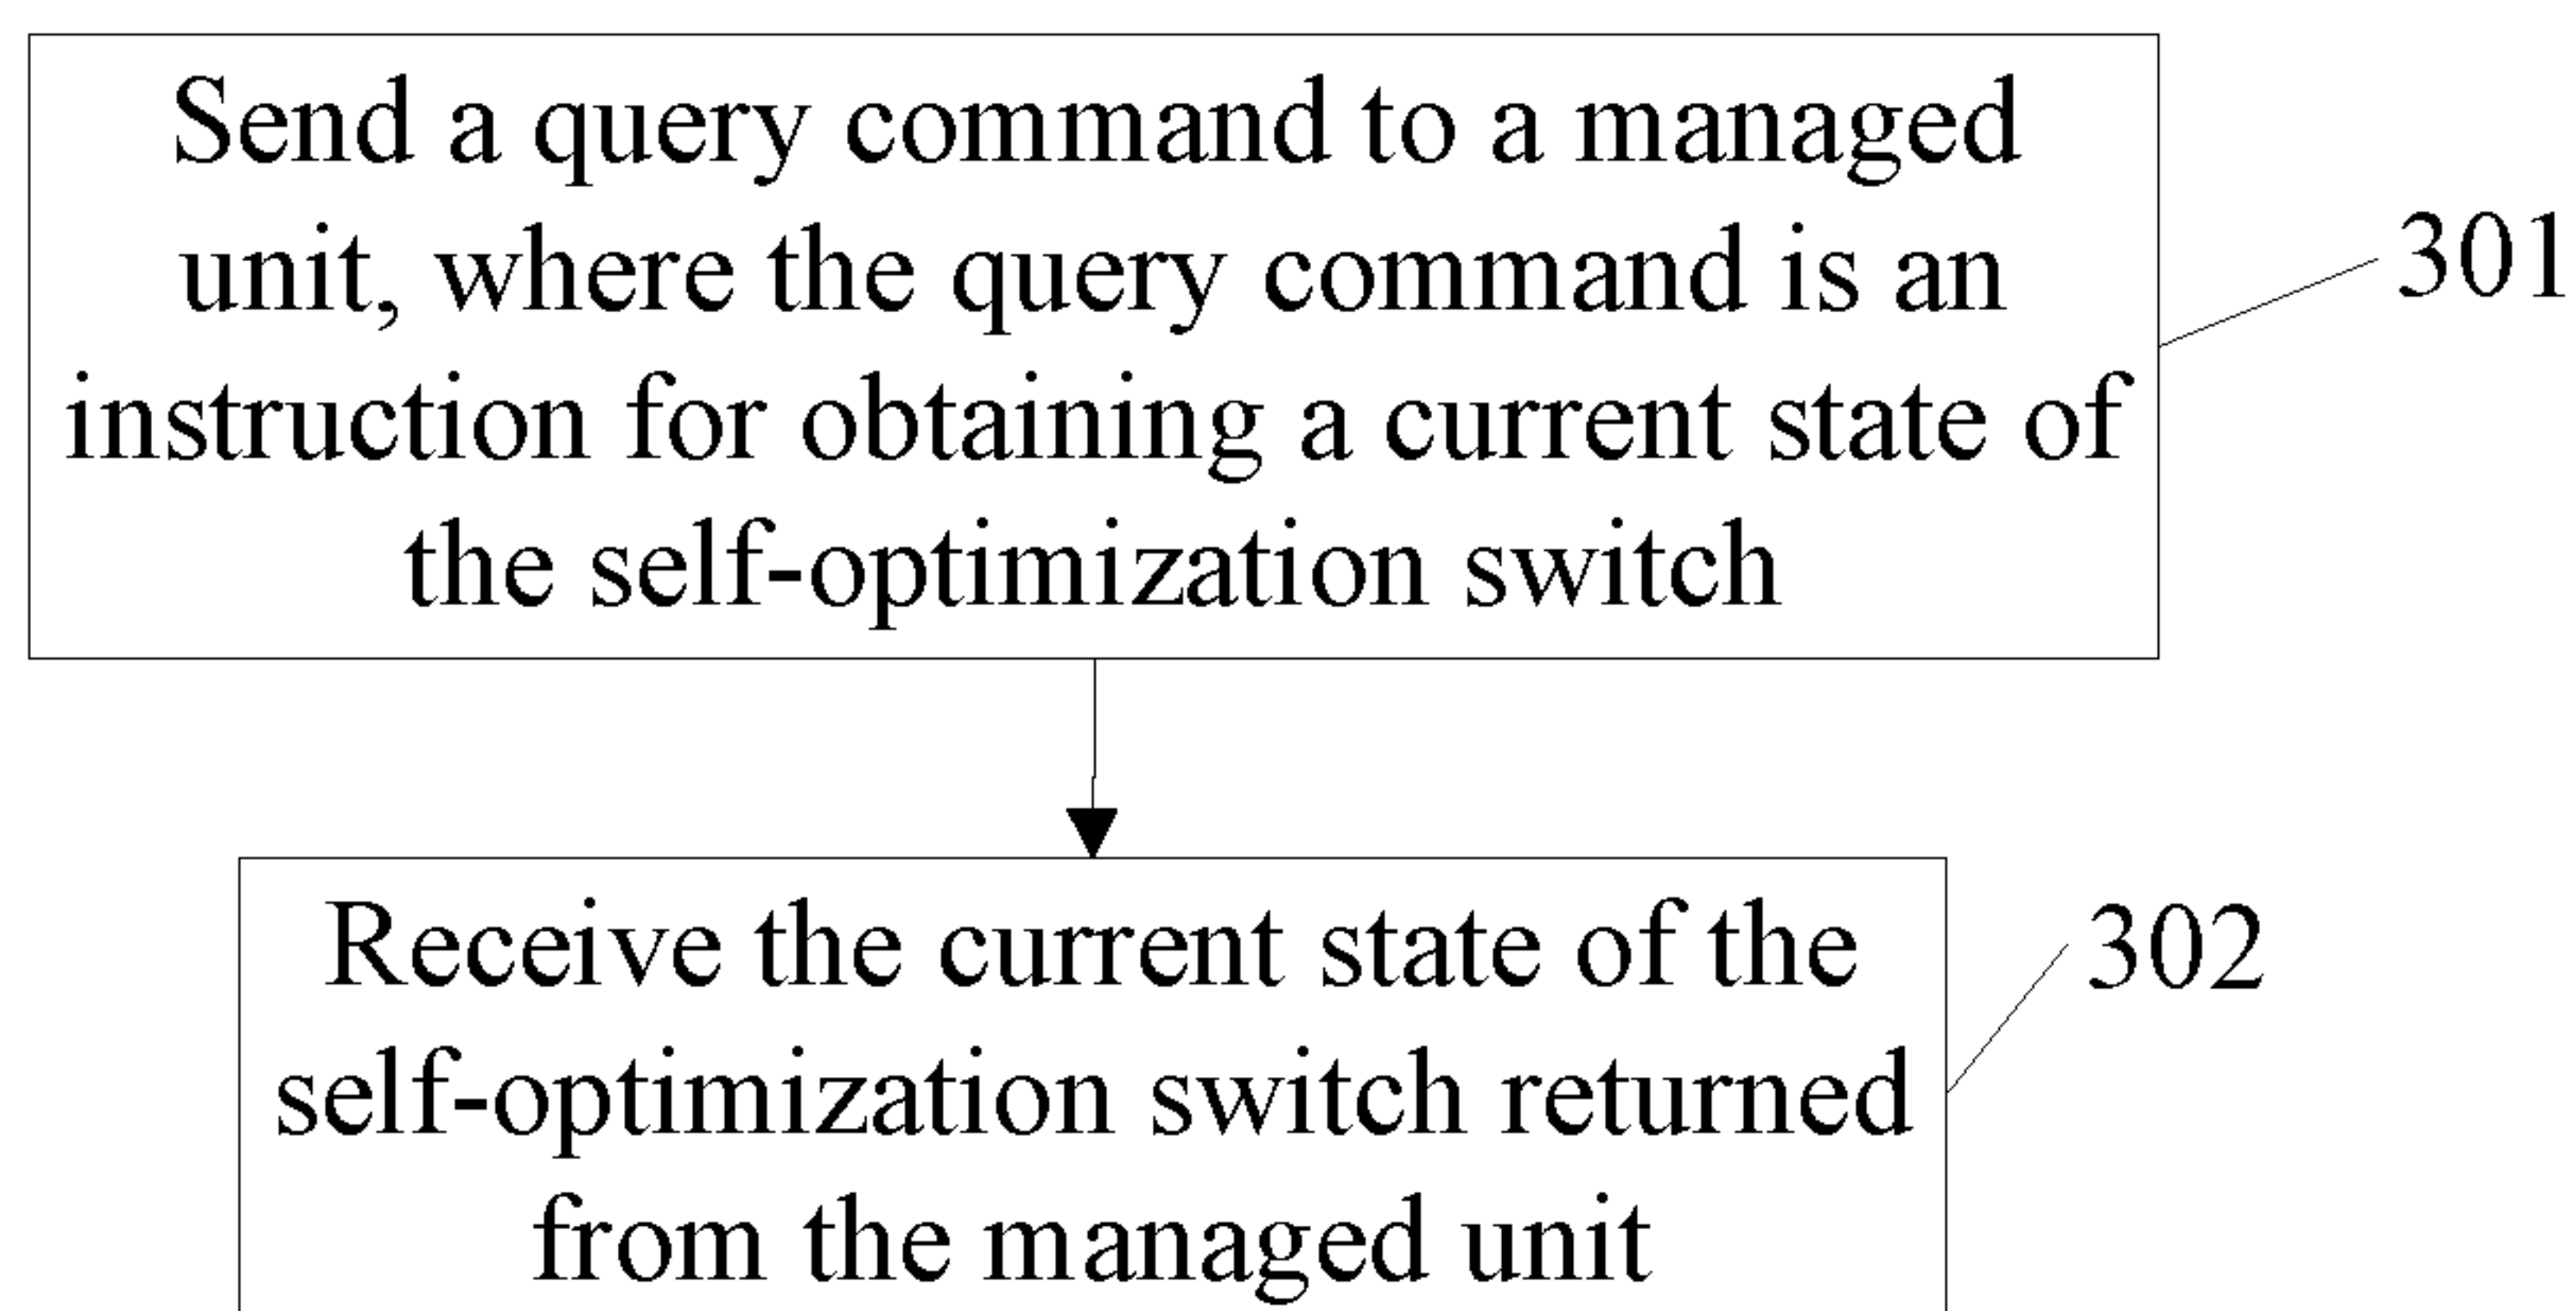 Send a query command to a managed
unit, where the query command is an
instruction for obtaining a current state of
the self-optimization switch
301
Receive the current state of the
self-optimization switch returned
from the managed unit
302